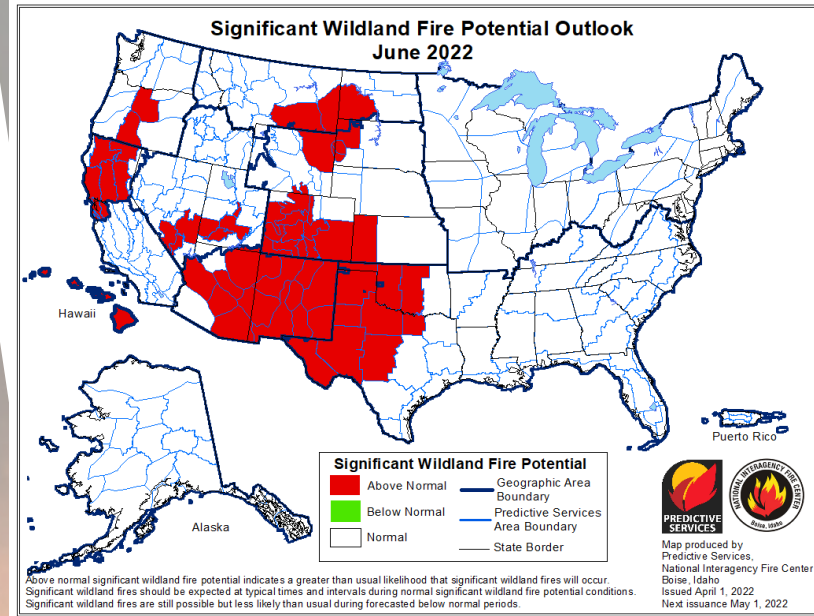 Significant Wildland Fire Potential Outlook
June 2022
Hawaii
Alaska
Puerto Rico
Significant Wildland Fire Potential
Above Normal
Below Normal
Normal
Geographic Area
Boundary
Predictive Services
Area Boundary
State Border
PREDICTIVE
SERVICES
NATIONAL INTERAGENCY FIRE CENTER
Boise, Idaho
Map produced by
Predictive Services,
National Interagency Fire Center
Boise, Idaho
Issued April 1, 2022
Next issuance May 1, 2022
Above normal significant wildland fire potential indicates a greater than usual likelihood that significant wildland fires will occur.
Significant wildland fires should be expected at typical times and intervals during normal significant wildland fire potential conditions.
Significant wildland fires are still possible but less likely than usual during forecasted below normal periods.